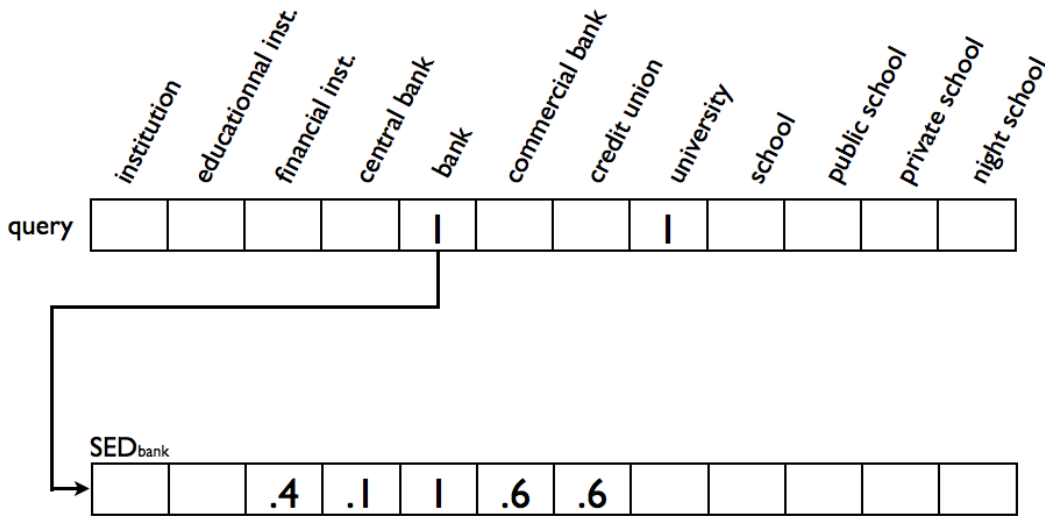 institution
educationnal inst.
financial inst.
central bank
bank
commercial bank
credit union
university
school
public school
private school
night school
query
1 1
SEDbank
.4 .1 1 .6 .6